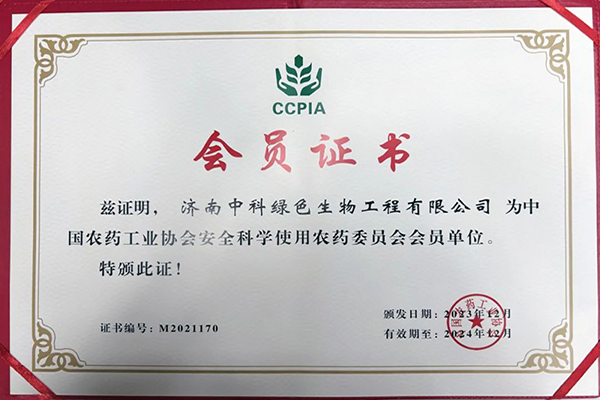 CCPIA
会员证书
兹证明，济南中科绿色生物工程有限公司 为中
国农药工业协会安全科学使用农药委员会会员单位。
特颁此证！
颁发日期：2023年12月
证书编号：M2021170
有效期至：2024年12月